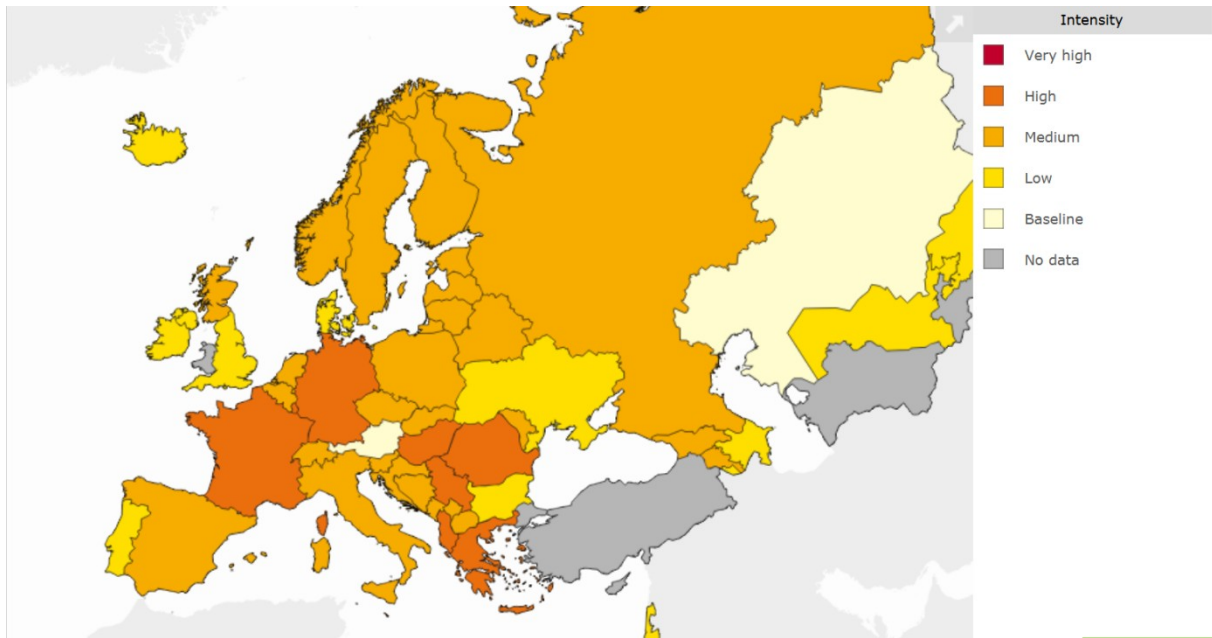 Intensity
Very high
High
Medium
Low
Baseline
No data